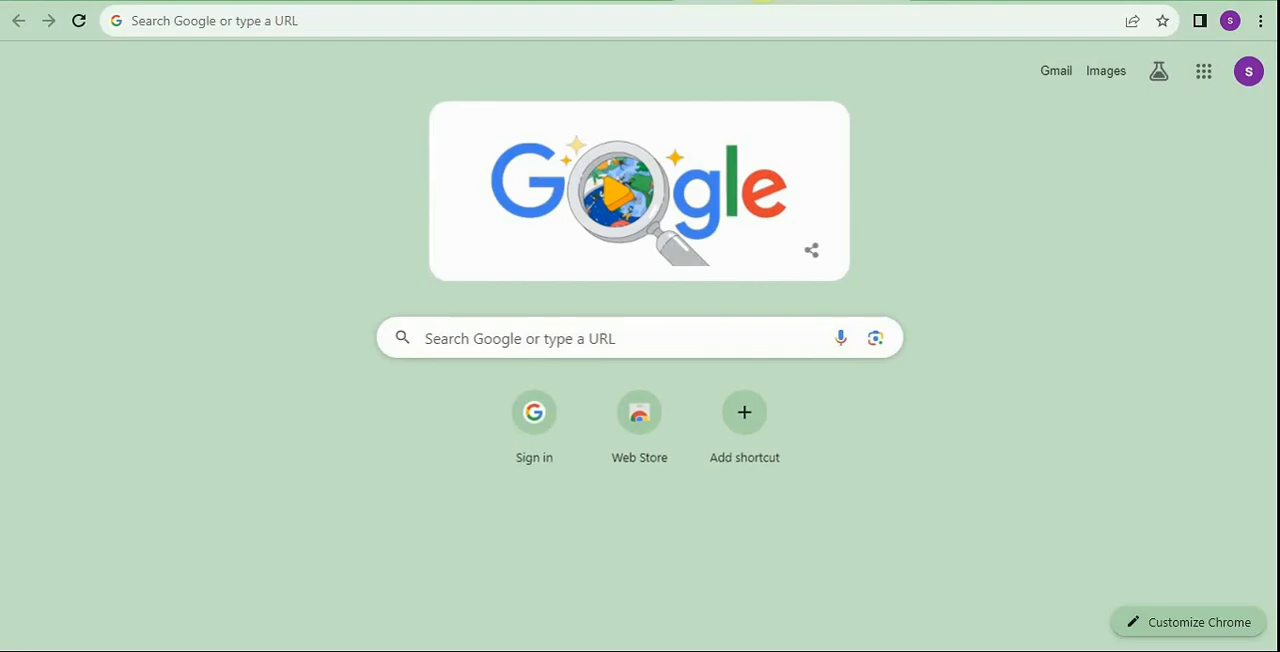 Search Google or type a URL
Gmail Images
S
S
Google
Search Google or type a URL
Sign in
Web Store
Add shortcut
Customize Chrome